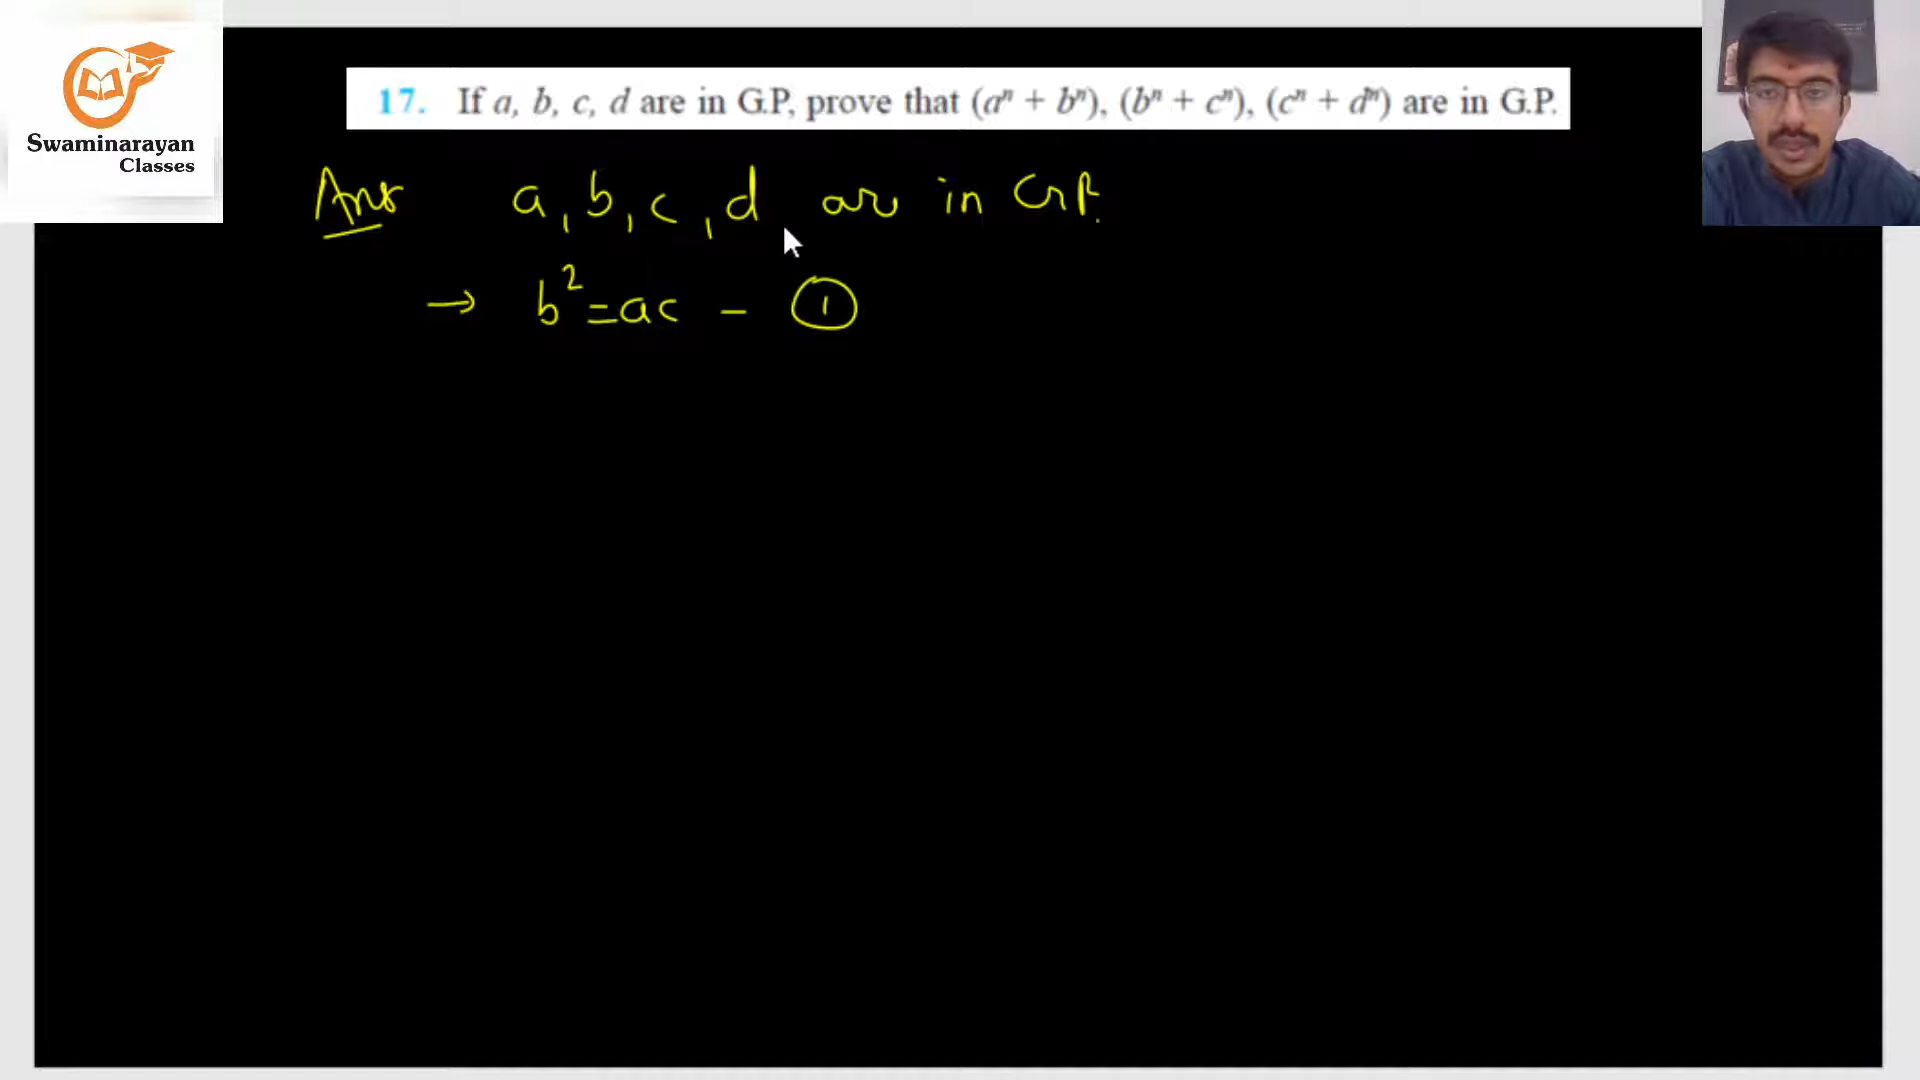 Swaminarayan
Classes
17. If a, b, c, d are in G.P, prove that (aⁿ + bⁿ), (bⁿ + cⁿ), (cⁿ + dⁿ) are in G.P.
Ans a, b, c, d are in G.P.
→ b² = ac - ①